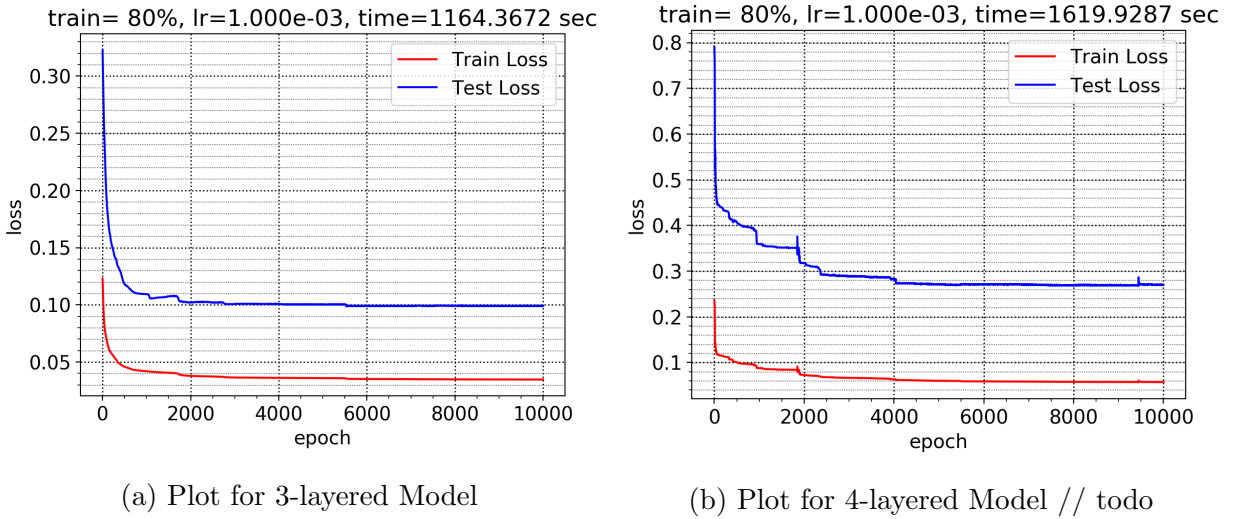 train= 80%, lr=1.000e-03, time=1164.3672 sec
Train Loss
Test Loss
0.30
0.25
0.20
0.15
0.10
0.05
loss
0 2000 4000 6000 8000 10000
epoch
(a) Plot for 3-layered Model
train= 80%, lr=1.000e-03, time=1619.9287 sec
Train Loss
Test Loss
0.8
0.7
0.6
0.5
0.4
0.3
0.2
0.1
loss
0 2000 4000 6000 8000 10000
epoch
(b) Plot for 4-layered Model // todo